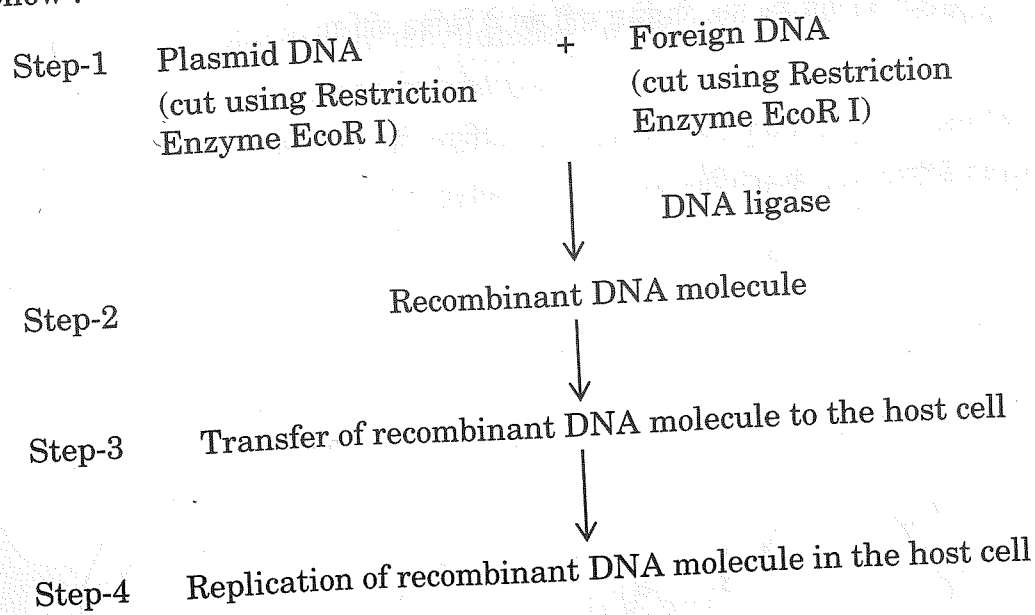 Step-1 Plasmid DNA + Foreign DNA
(cut using Restriction (cut using Restriction
Enzyme EcoR I) Enzyme EcoR I)
DNA ligase
Step-2 Recombinant DNA molecule
Step-3 Transfer of recombinant DNA molecule to the host cell
Step-4 Replication of recombinant DNA molecule in the host cell